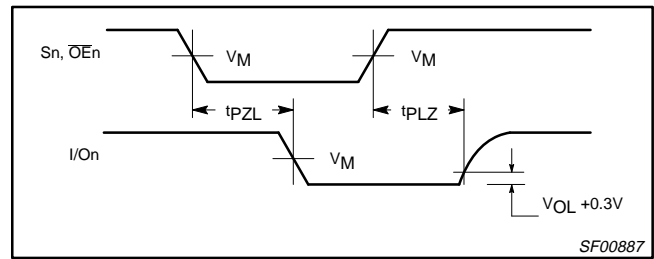 Sn, OEn
VM
VM
tPZL
tPLZ
I/On
VM
VOL +0.3V
SF00887